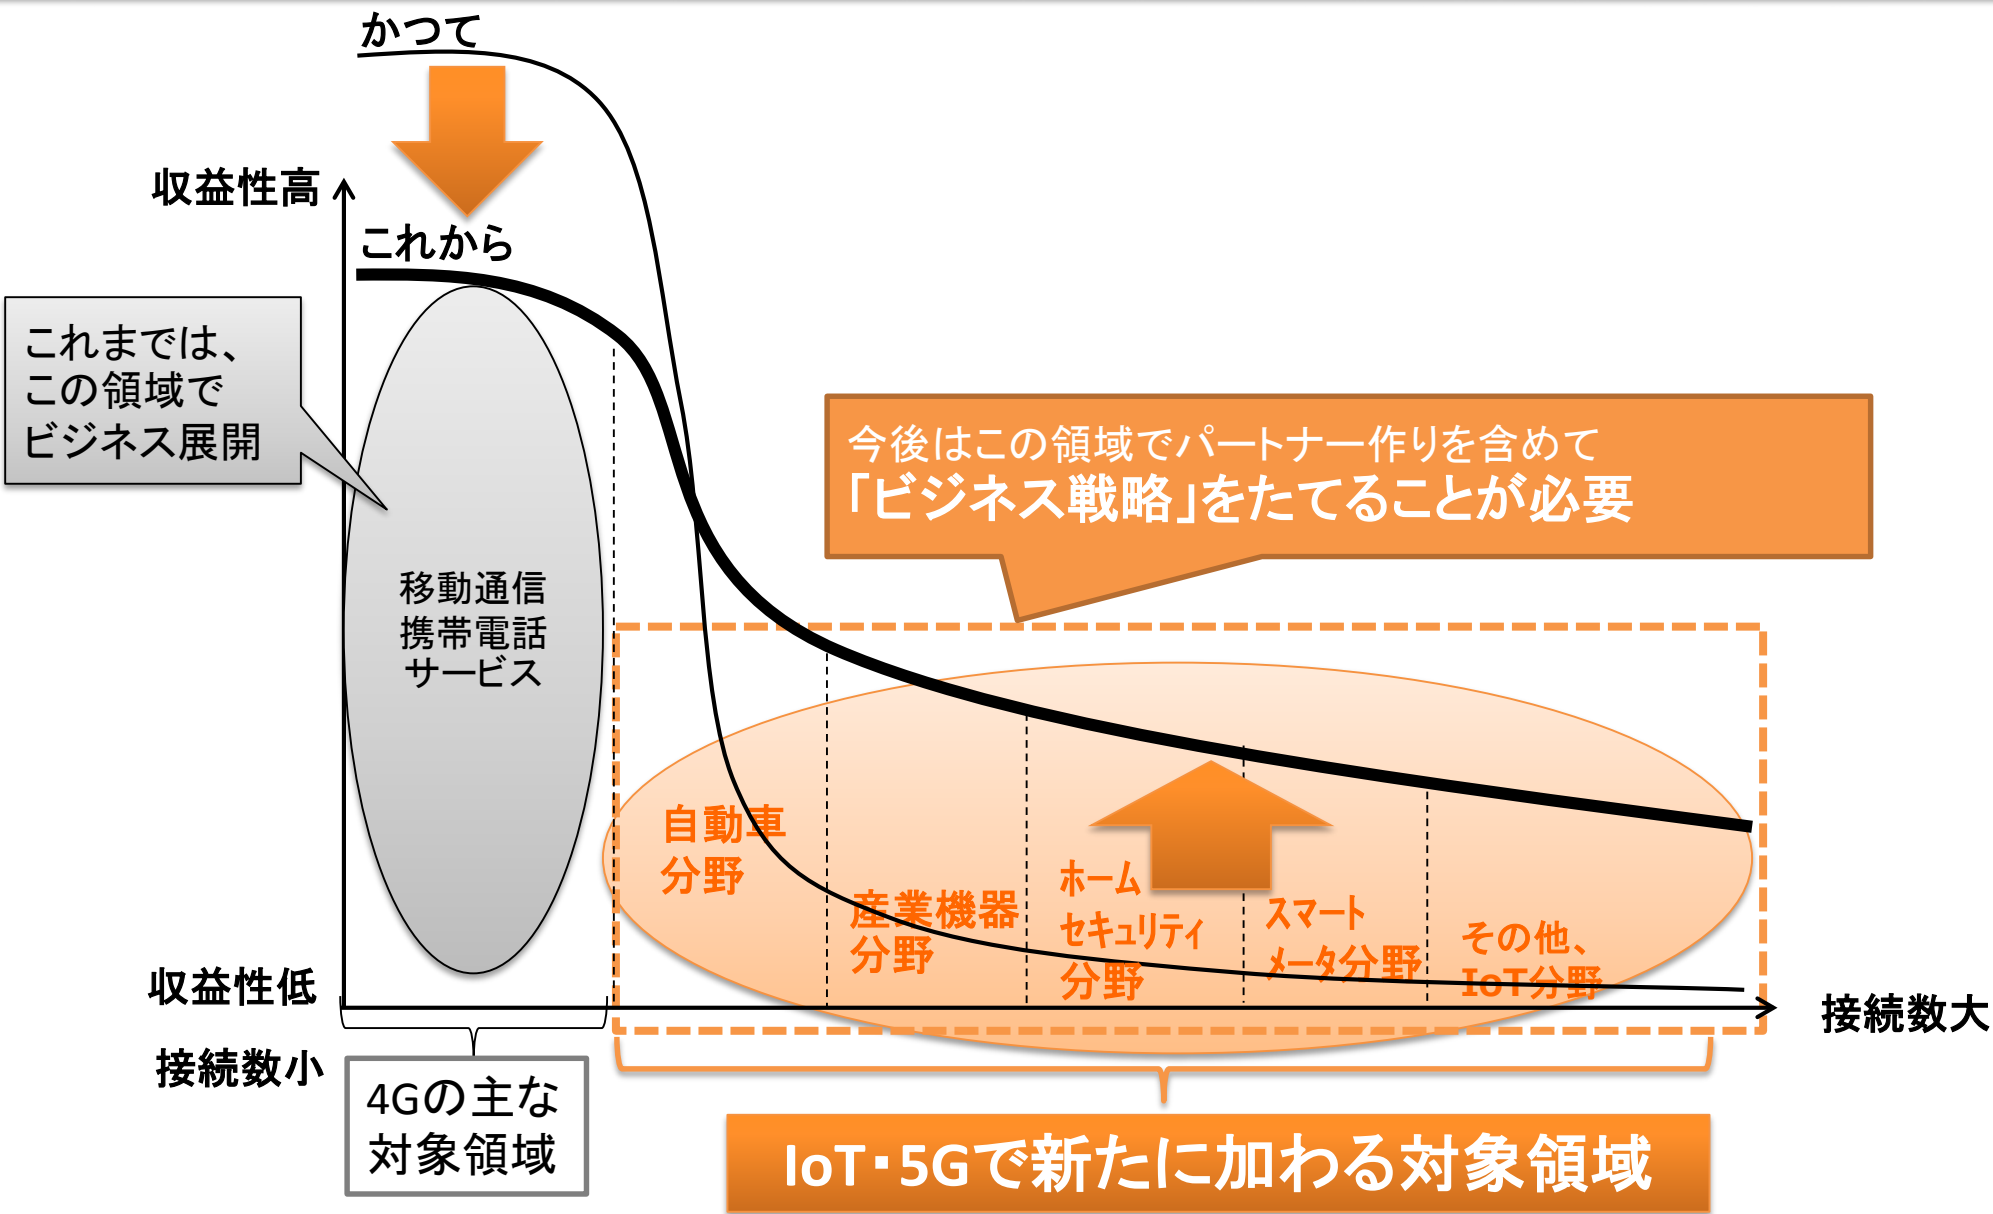 かつて
収益性高
これから
これまでは、
この領域で
ビジネス展開
今後はこの領域でパートナー作りを含めて
「ビジネス戦略」をたてることが必要
移動通信
携帯電話
サービス
自動車
分野
産業機器
分野
ホーム
セキュリティ
分野
スマート
メータ分野
その他、
IoT分野
収益性低
接続数大
接続数小
4Gの主な
対象領域
IoT・5Gで新たに加わる対象領域